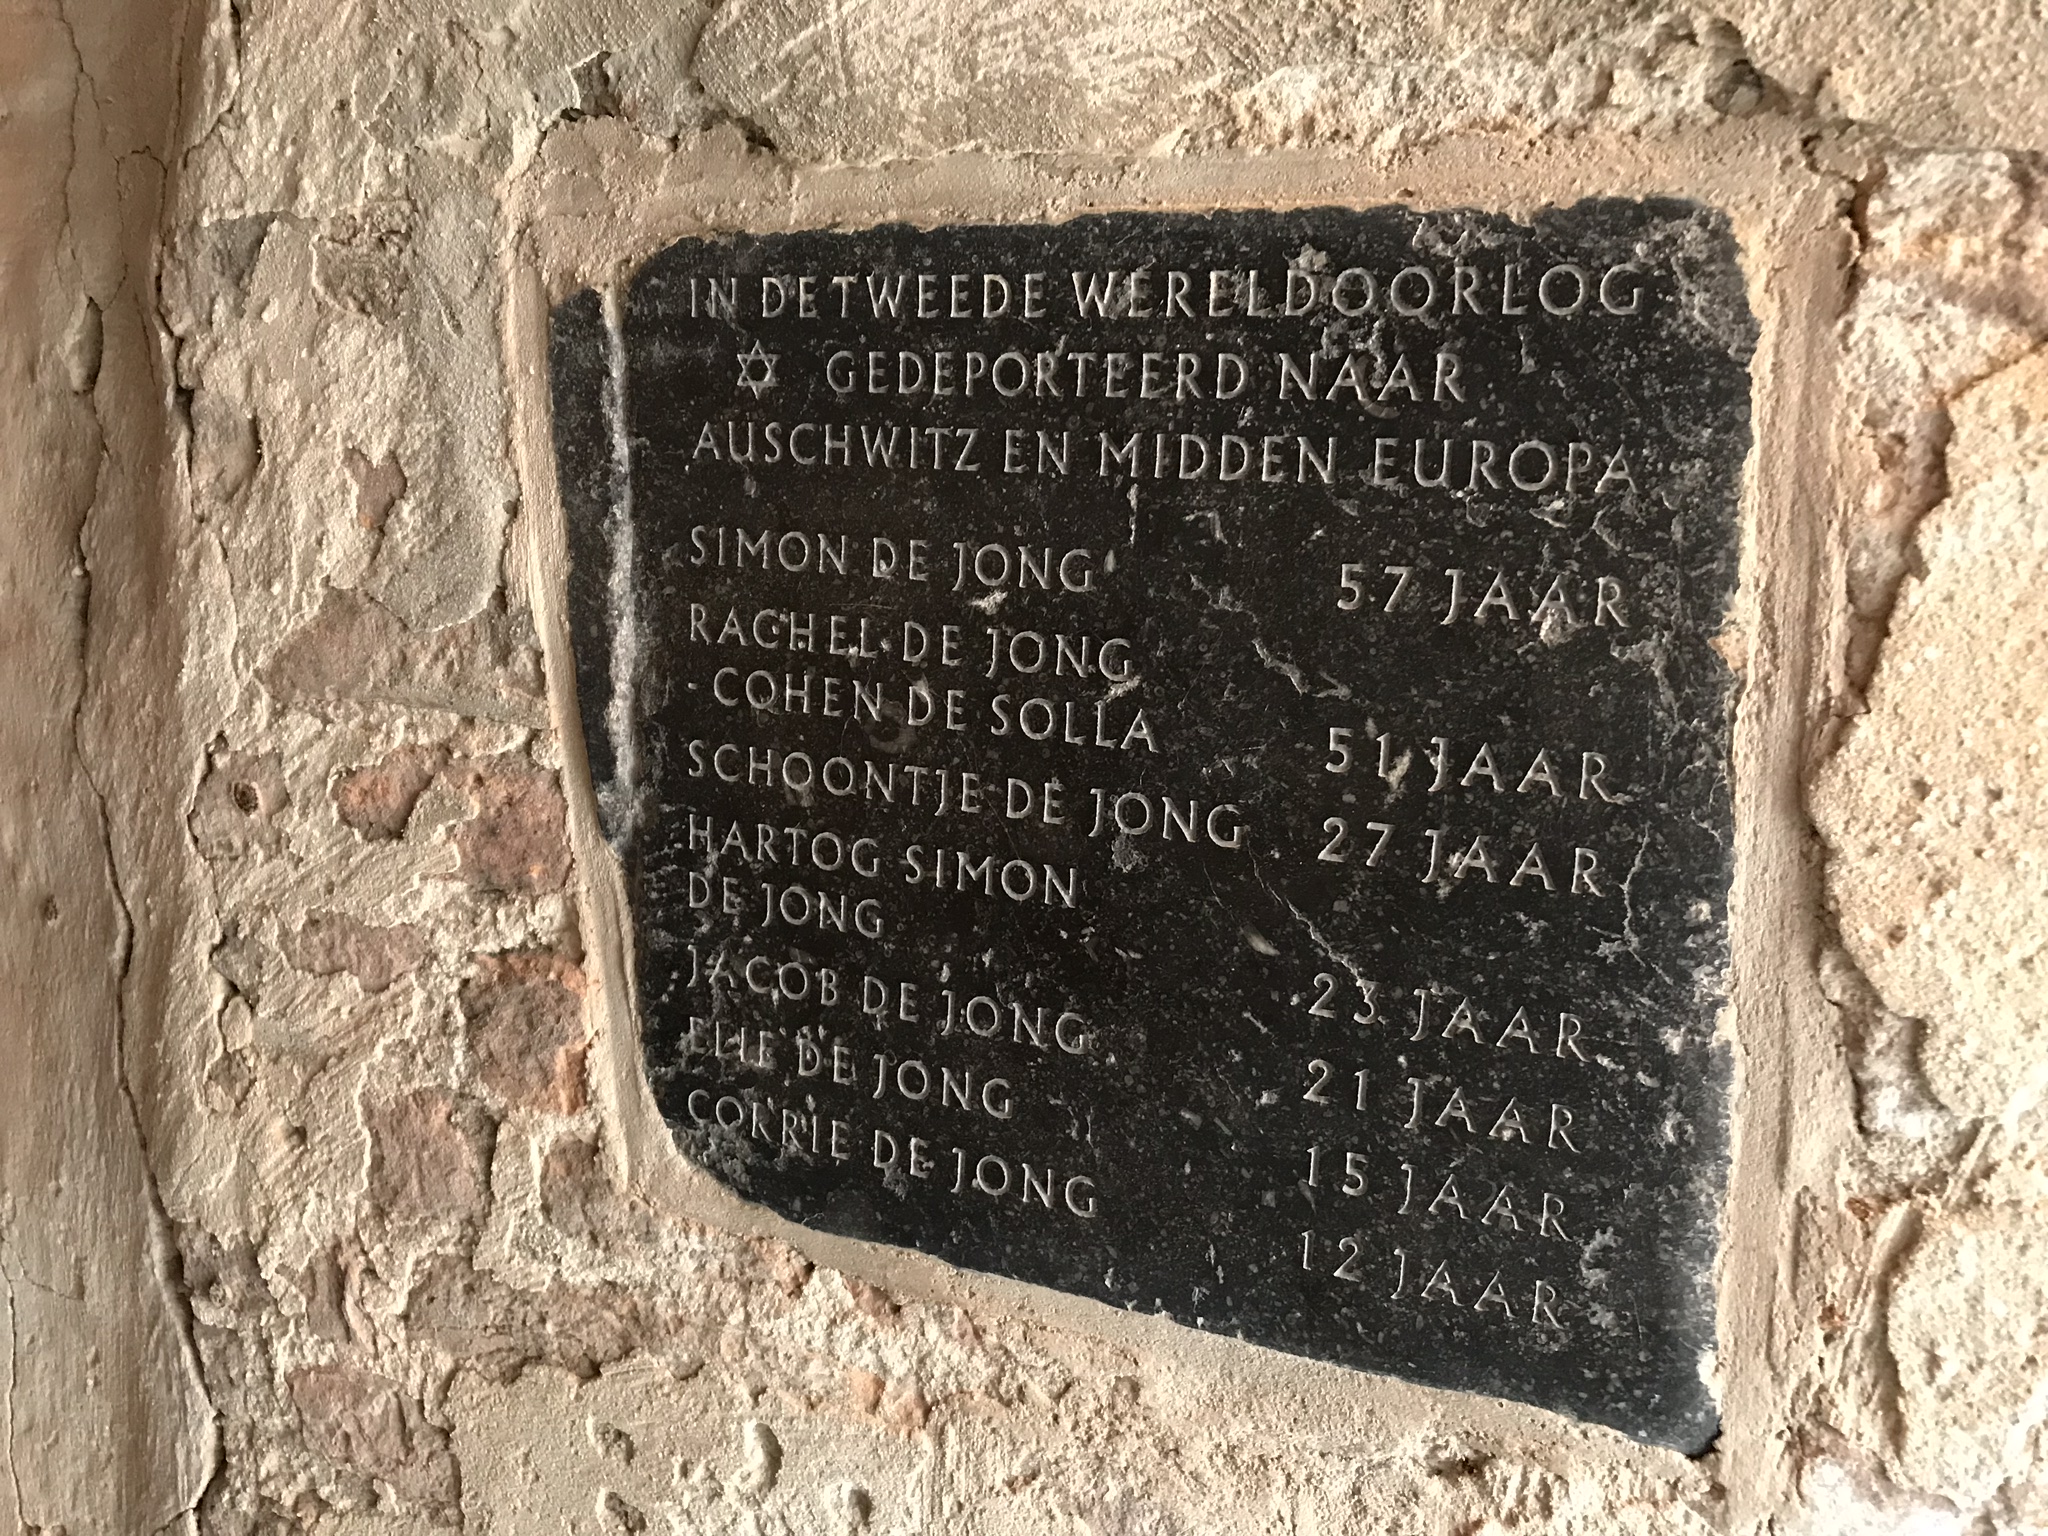 IN DE TWEEDE WERELDOORLOG
✡ GEDEPORTEERD NAAR
AUSCHWITZ EN MIDDEN EUROPA
SIMON DE JONG 57 JAAR
RACHEL DE JONG
-COHEN DE SOLLA 51 JAAR
SCHOONTJE DE JONG 27 JAAR
HARTOG SIMON
DE JONG 23 JAAR
JACOB DE JONG 21 JAAR
ELIE DE JONG 15 JAAR
CORRIE DE JONG 12 JAAR